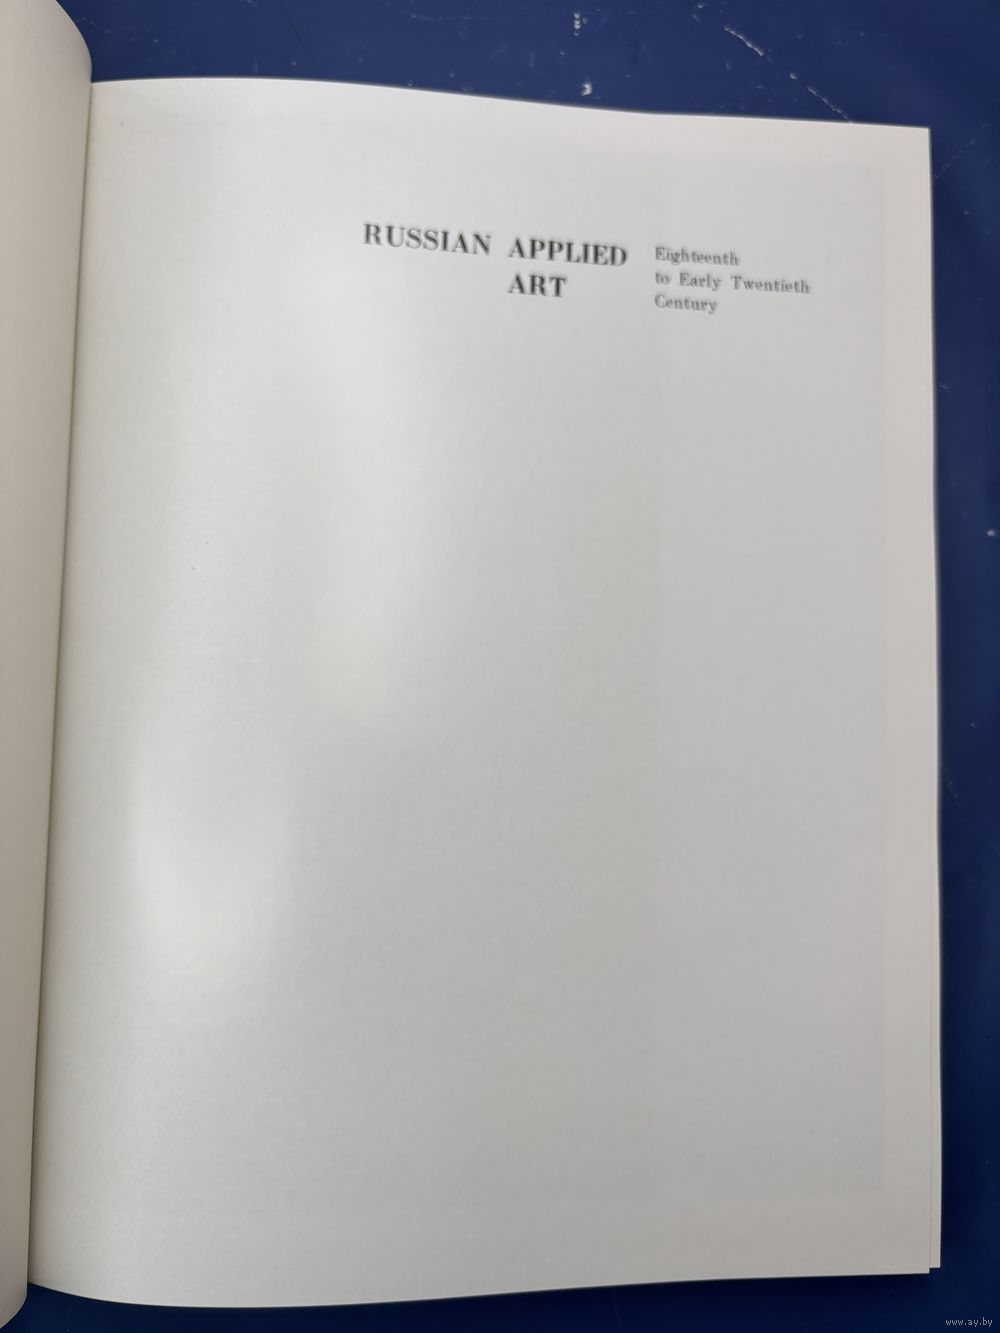 RUSSIAN APPLIED
ART
Eighteenth
to Early Twentieth
Century
www.ay.by